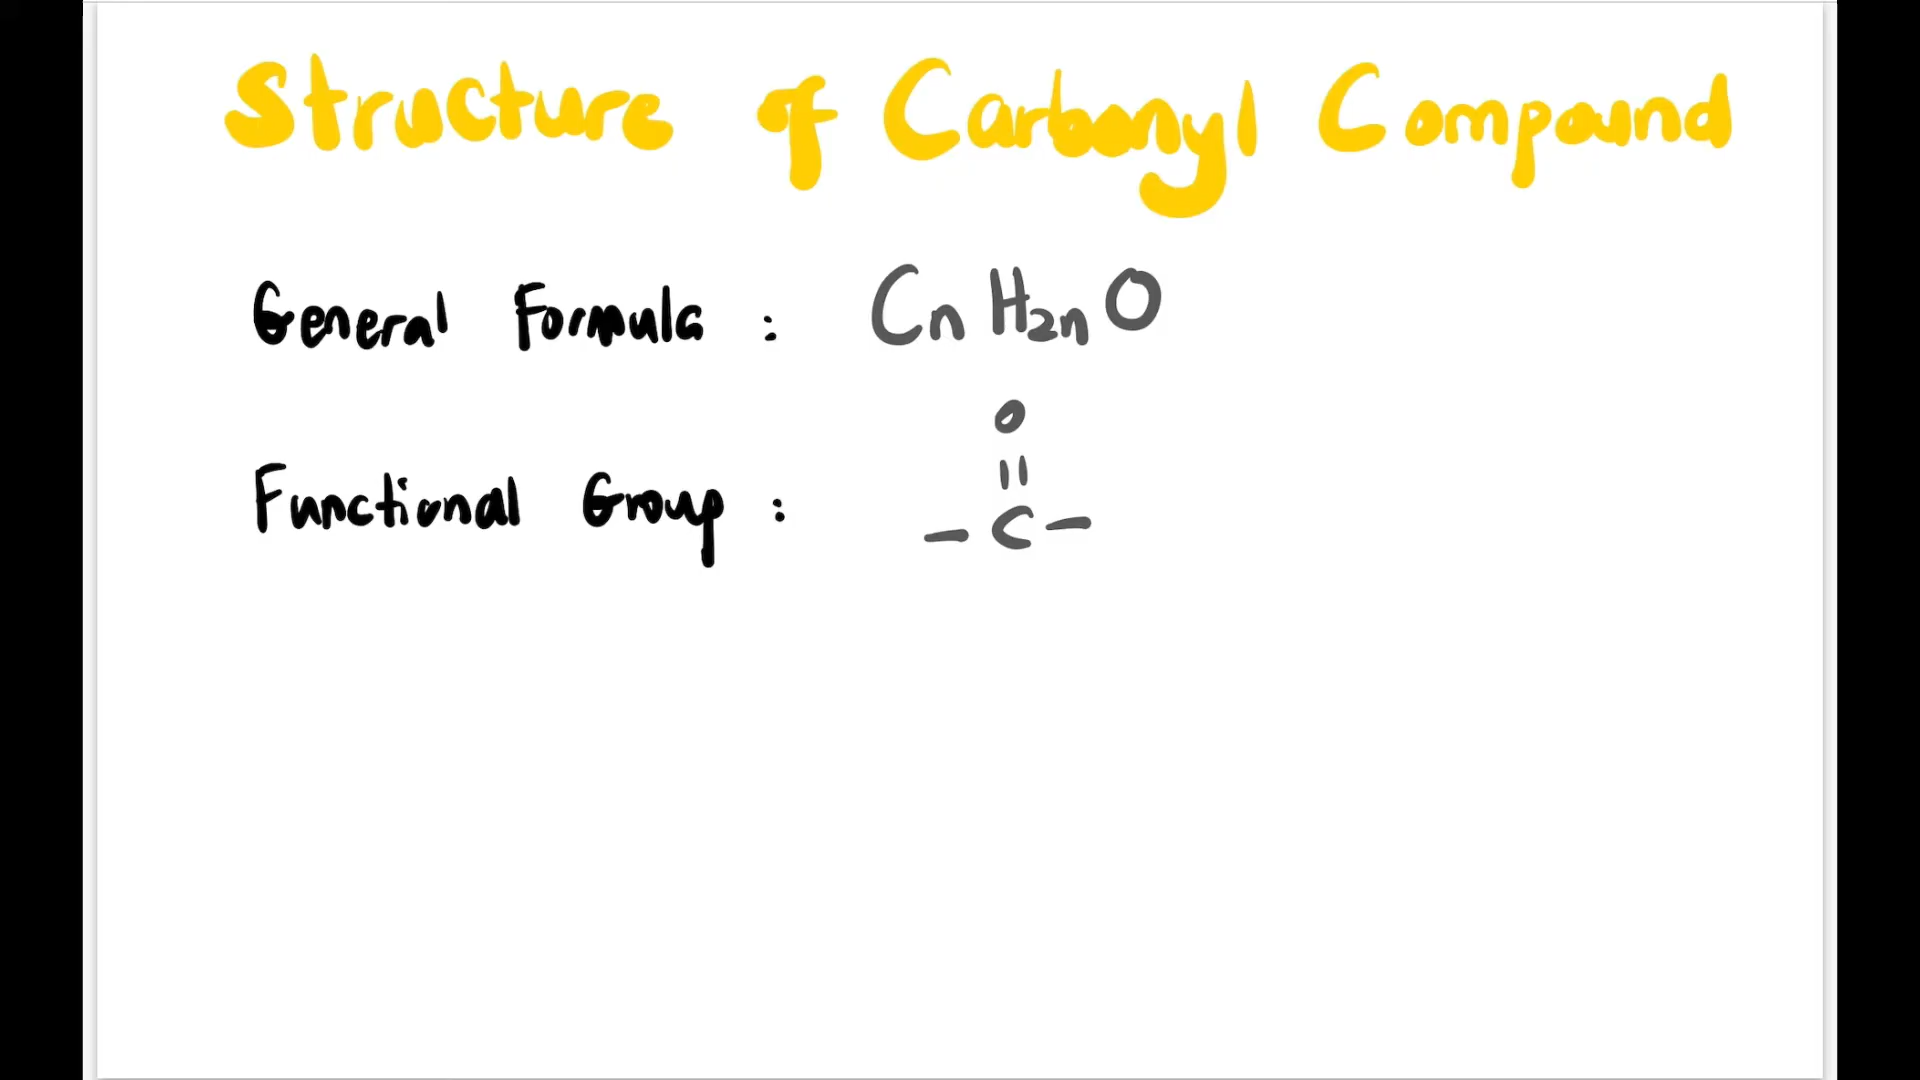 Structure of Carbonyl Compound
General Formula : CnH2nO
O
||
Functional Group : - C -